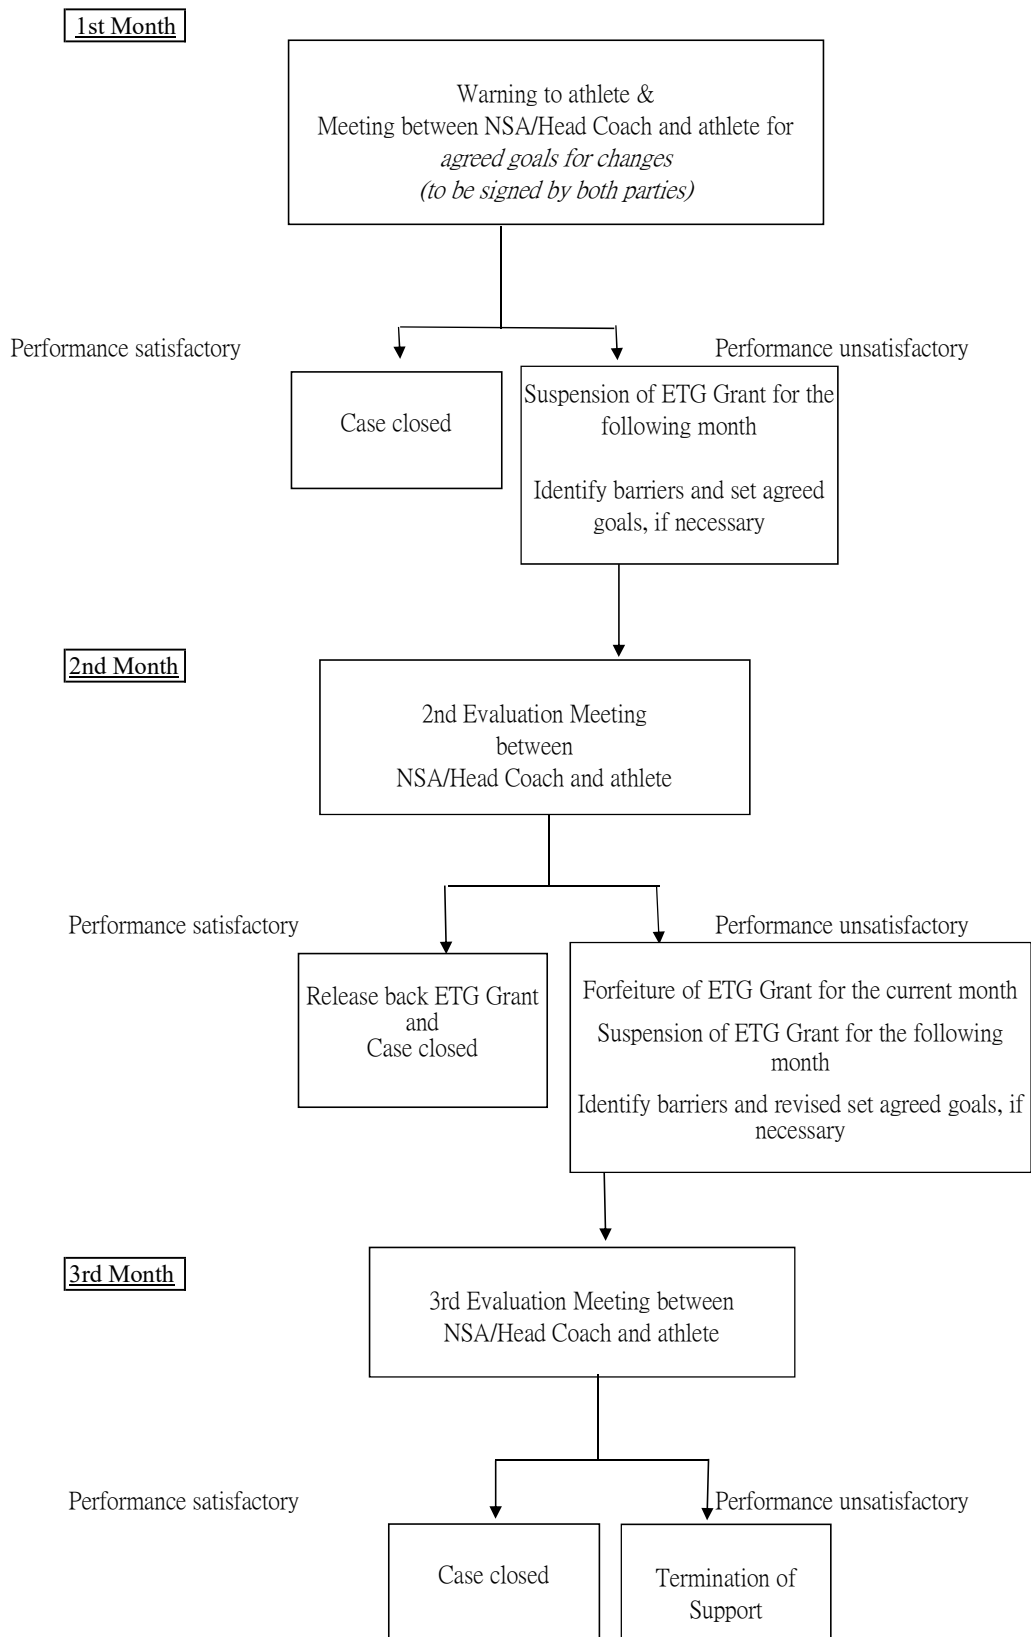 1st Month
Warning to athlete &
Meeting between NSA/Head Coach and athlete for
agreed goals for changes
(to be signed by both parties)
Performance satisfactory
Performance unsatisfactory
Case closed
Suspension of ETG Grant for the
following month
Identify barriers and set agreed
goals, if necessary
2nd Month
2nd Evaluation Meeting
between
NSA/Head Coach and athlete
Performance satisfactory
Performance unsatisfactory
Release back ETG Grant
and
Case closed
Forfeiture of ETG Grant for the current month
Suspension of ETG Grant for the following
month
Identify barriers and revised set agreed goals, if
necessary
3rd Month
3rd Evaluation Meeting between
NSA/Head Coach and athlete
Performance satisfactory
Performance unsatisfactory
Case closed
Termination of
Support